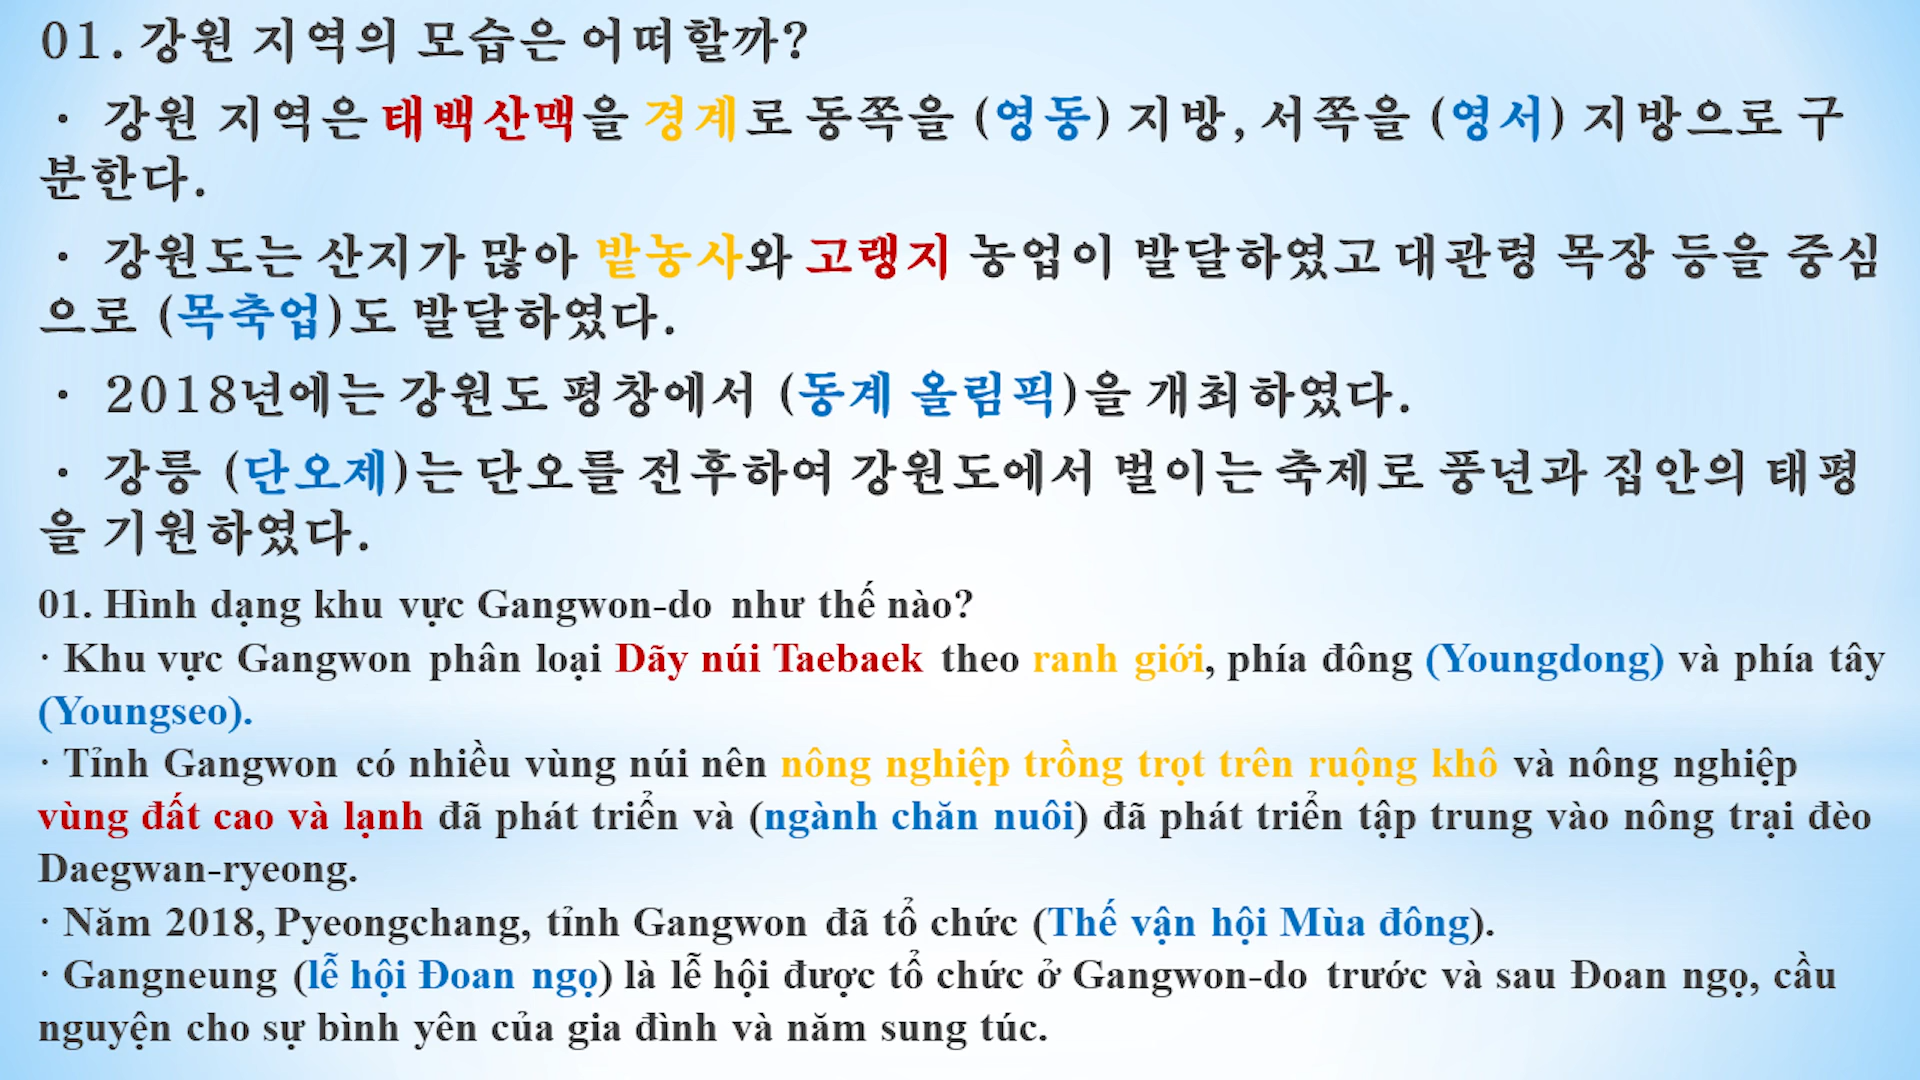 01. 강원 지역의 모습은 어떠할까?
· 강원 지역은 태백산맥을 경계로 동쪽을 (영동) 지방, 서쪽을 (영서) 지방으로 구
분한다.
· 강원도는 산지가 많아 밭농사와 고랭지 농업이 발달하였고 대관령 목장 등을 중심
으로 (목축업)도 발달하였다.
· 2018년에는 강원도 평창에서 (동계 올림픽)을 개최하였다.
· 강릉 (단오제)는 단오를 전후하여 강원도에서 벌이는 축제로 풍년과 집안의 태평
을 기원하였다.
01. Hình dạng khu vực Gangwon-do như thế nào?
· Khu vực Gangwon phân loại Dãy núi Taebaek theo ranh giới, phía đông (Youngdong) và phía tây
(Youngseo).
· Tỉnh Gangwon có nhiều vùng núi nên nông nghiệp trồng trọt trên ruộng khô và nông nghiệp
vùng đất cao và lạnh đã phát triển và (ngành chăn nuôi) đã phát triển tập trung vào nông trại đèo
Daegwan-ryeong.
· Năm 2018, Pyeongchang, tỉnh Gangwon đã tổ chức (Thế vận hội Mùa đông).
· Gangneung (lễ hội Đoan ngọ) là lễ hội được tổ chức ở Gangwon-do trước và sau Đoan ngọ, cầu
nguyện cho sự bình yên của gia đình và năm sung túc.